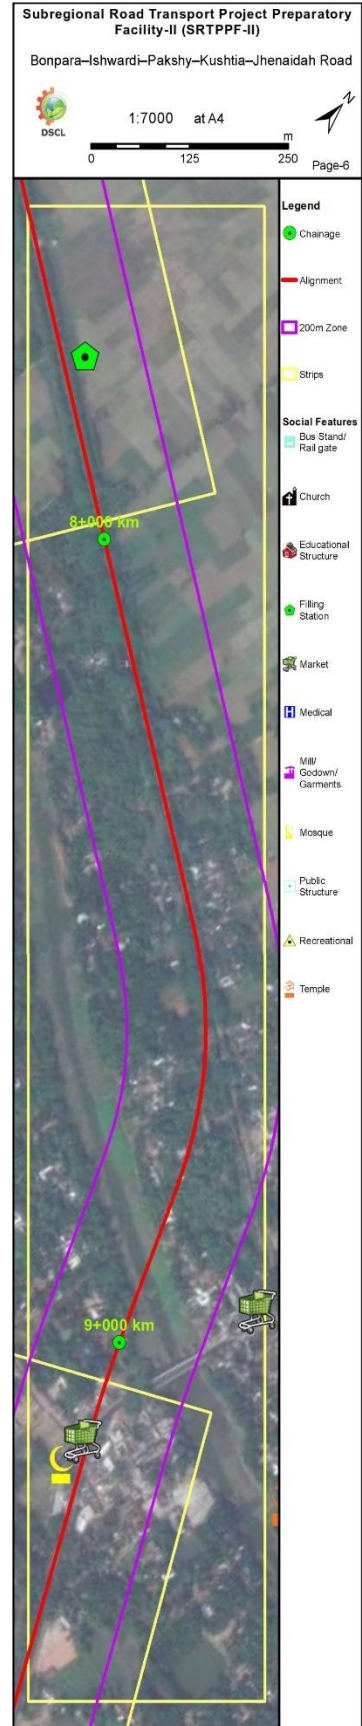 Subregional Road Transport Project Preparatory
Facility-II (SRTPPF-II)
Bonpara–Ishwardi–Pakshy–Kushtia–Jhenaidah Road
DSCL
1:7000 at A4
m
0 125 250
Page-6
Legend
Chainage
Alignment
200m Zone
Strips
Social Features
Bus Stand/
Rail gate
Church
Educational
Structure
Filling
Station
Market
Medical
Mill/
Godown/
Garments
Mosque
Public
Structure
Recreational
Temple
8+000 km
9+000 km